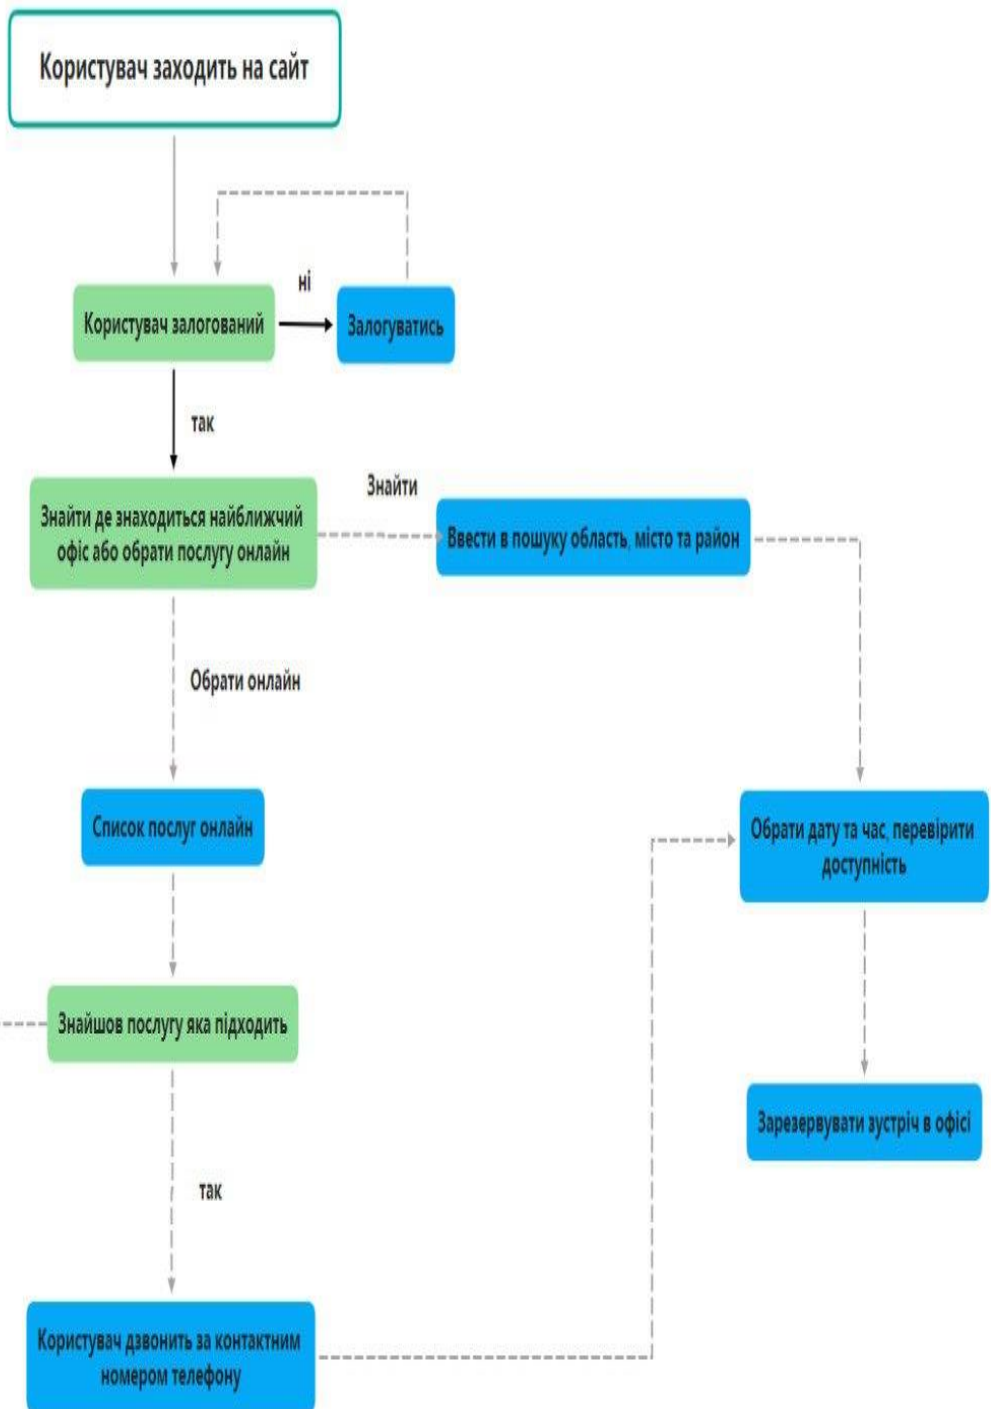 Користувач заходить на сайт
ні
Користувач залогований
Залогуватись
так
Знайти
Знайти де знаходиться найближчий
офіс або обрати послугу онлайн
Ввести в пошуку область, місто та район
Обрати онлайн
Список послуг онлайн
Обрати дату та час, перевірити
доступність
Знайшов послугу яка підходить
Зарезервувати зустріч в офісі
так
Користувач дзвонить за контактним
номером телефону